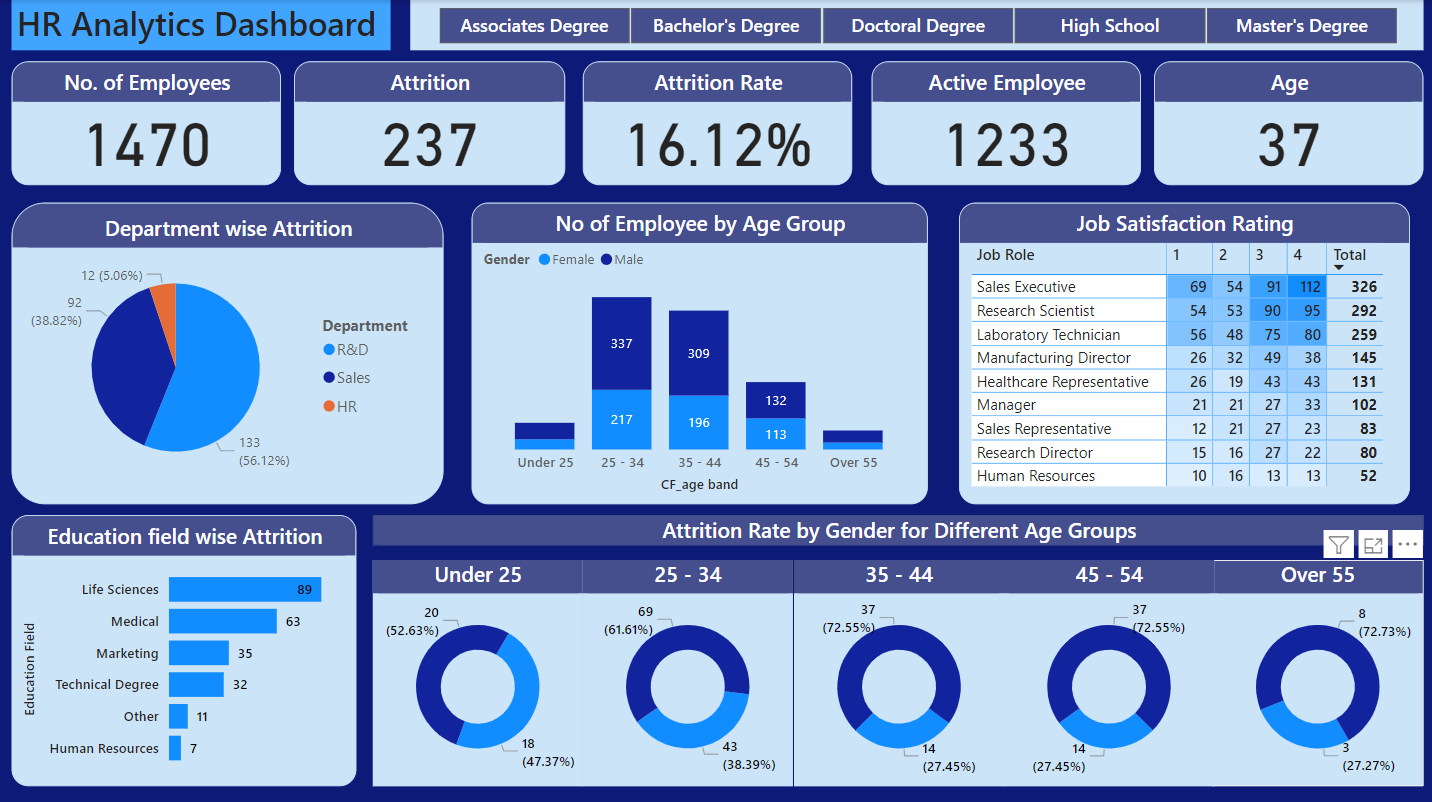 HR Analytics Dashboard
Associates Degree
Bachelor's Degree
Doctoral Degree
High School
Master's Degree
No. of Employees
1470
Attrition
237
Attrition Rate
16.12%
Active Employee
1233
Age
37
Department wise Attrition
12 (5.06%)
92
(38.82%)
133
(56.12%)
Department
R&D
Sales
HR
No of Employee by Age Group
Gender Female Male
337
309
132
217
196
113
Under 25 25 - 34 35 - 44 45 - 54 Over 55
CF_age band
Job Satisfaction Rating
Job Role 1 2 3 4 Total
Sales Executive 69 54 91 112 326
Research Scientist 54 53 90 95 292
Laboratory Technician 56 48 75 80 259
Manufacturing Director 26 32 49 38 145
Healthcare Representative 26 19 43 43 131
Manager 21 21 27 33 102
Sales Representative 12 21 27 23 83
Research Director 15 16 27 22 80
Human Resources 10 16 13 13 52
Education field wise Attrition
Education Field
Life Sciences 89
Medical 63
Marketing 35
Technical Degree 32
Other 11
Human Resources 7
Attrition Rate by Gender for Different Age Groups
Under 25
20
(52.63%)
18
(47.37%)
25 - 34
69
(61.61%)
43
(38.39%)
35 - 44
37
(72.55%)
14
(27.45%)
45 - 54
37
(72.55%)
14
(27.45%)
Over 55
8
(72.73%)
3
(27.27%)